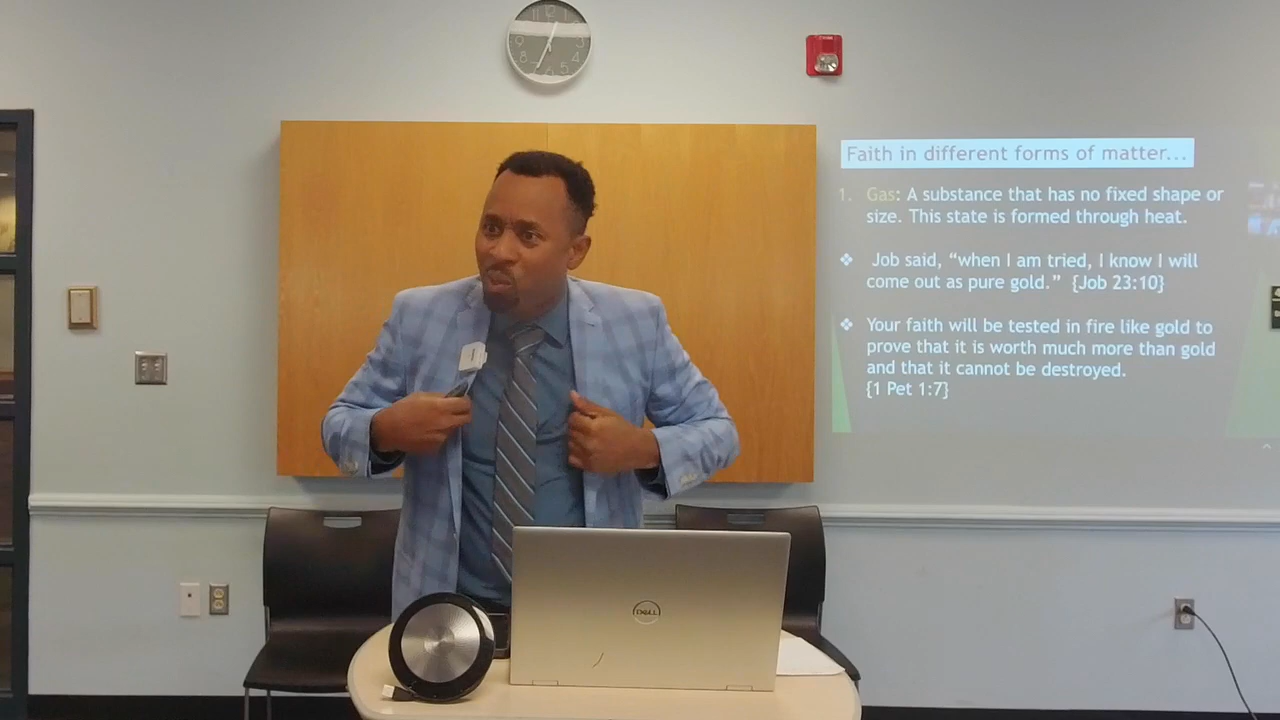 Faith in different forms of matter...
1. Gas: A substance that has no fixed shape or
size. This state is formed through heat.
❖ Job said, “when I am tried, I know I will
come out as pure gold.” {Job 23:10}
❖ Your faith will be tested in fire like gold to
prove that it is worth much more than gold
and that it cannot be destroyed.
{1 Pet 1:7}
DELL